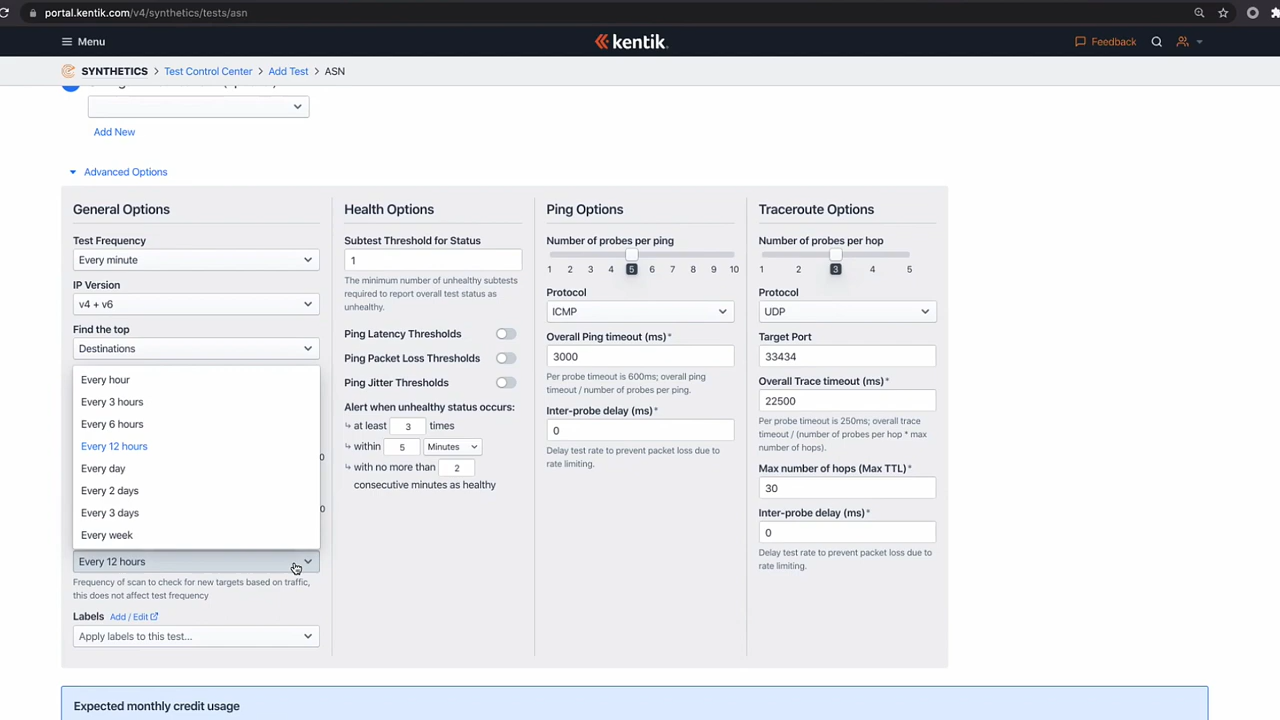 portal.kentik.com/v4/synthetics/tests/asn
Menu
kentik
Feedback
SYNTHETICS > Test Control Center > Add Test > ASN
Add New
Advanced Options
General Options
Test Frequency
Every minute
IP Version
v4 + v6
Find the top
Destinations
Every hour
Every 3 hours
Every 6 hours
Every 12 hours
Every day
Every 2 days
Every 3 days
Every week
0
0
Every 12 hours
Frequency of scan to check for new targets based on traffic,
this does not affect test frequency
Labels Add / Edit
Apply labels to this test...
Health Options
Subtest Threshold for Status
1
The minimum number of unhealthy subtests
required to report overall test status as
unhealthy.
Ping Latency Thresholds
Ping Packet Loss Thresholds
Ping Jitter Thresholds
Alert when unhealthy status occurs:
at least 3 times
within 5 Minutes
with no more than 2
consecutive minutes as healthy
Ping Options
Number of probes per ping
1 2 3 4 5 6 7 8 9 10
Protocol
ICMP
Overall Ping timeout (ms)*
3000
Per probe timeout is 600ms; overall ping
timeout / number of probes per ping.
Inter-probe delay (ms)*
0
Delay test rate to prevent packet loss due to
rate limiting.
Traceroute Options
Number of probes per hop
1 2 3 4 5
Protocol
UDP
Target Port
33434
Overall Trace timeout (ms)*
22500
Per probe timeout is 250ms; overall trace
timeout / (number of probes per hop * max
number of hops).
Max number of hops (Max TTL)*
30
Inter-probe delay (ms)*
0
Delay test rate to prevent packet loss due to
rate limiting.
Expected monthly credit usage